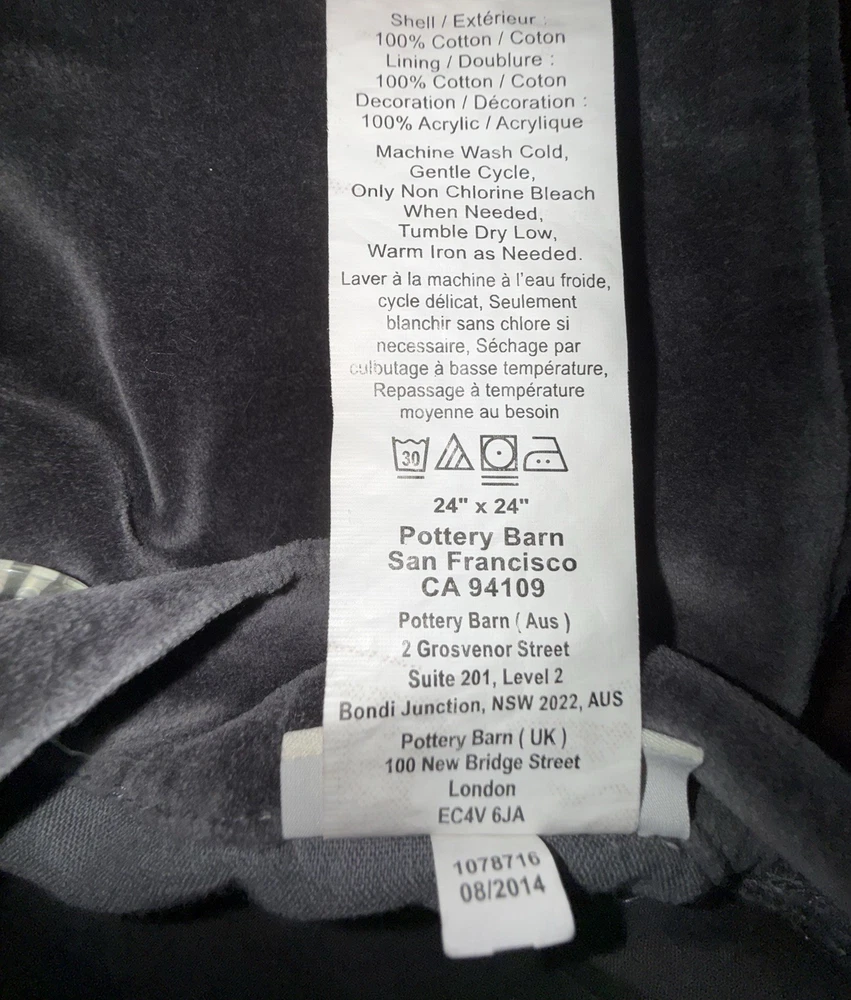 Shell / Extérieur :
100% Cotton / Coton
Lining / Doublure :
100% Cotton / Coton
Decoration / Décoration :
100% Acrylic / Acrylique
Machine Wash Cold,
Gentle Cycle,
Only Non Chlorine Bleach
When Needed,
Tumble Dry Low,
Warm Iron as Needed.
Laver à la machine à l'eau froide,
cycle délicat, Seulement
blanchir sans chlore si
necessaire, Séchage par
culbutage à basse température,
Repassage à température
moyenne au besoin
30
24" x 24"
Pottery Barn
San Francisco
CA 94109
Pottery Barn ( Aus )
2 Grosvenor Street
Suite 201, Level 2
Bondi Junction, NSW 2022, AUS
Pottery Barn ( UK )
100 New Bridge Street
London
EC4V 6JA
1078716
08/2014